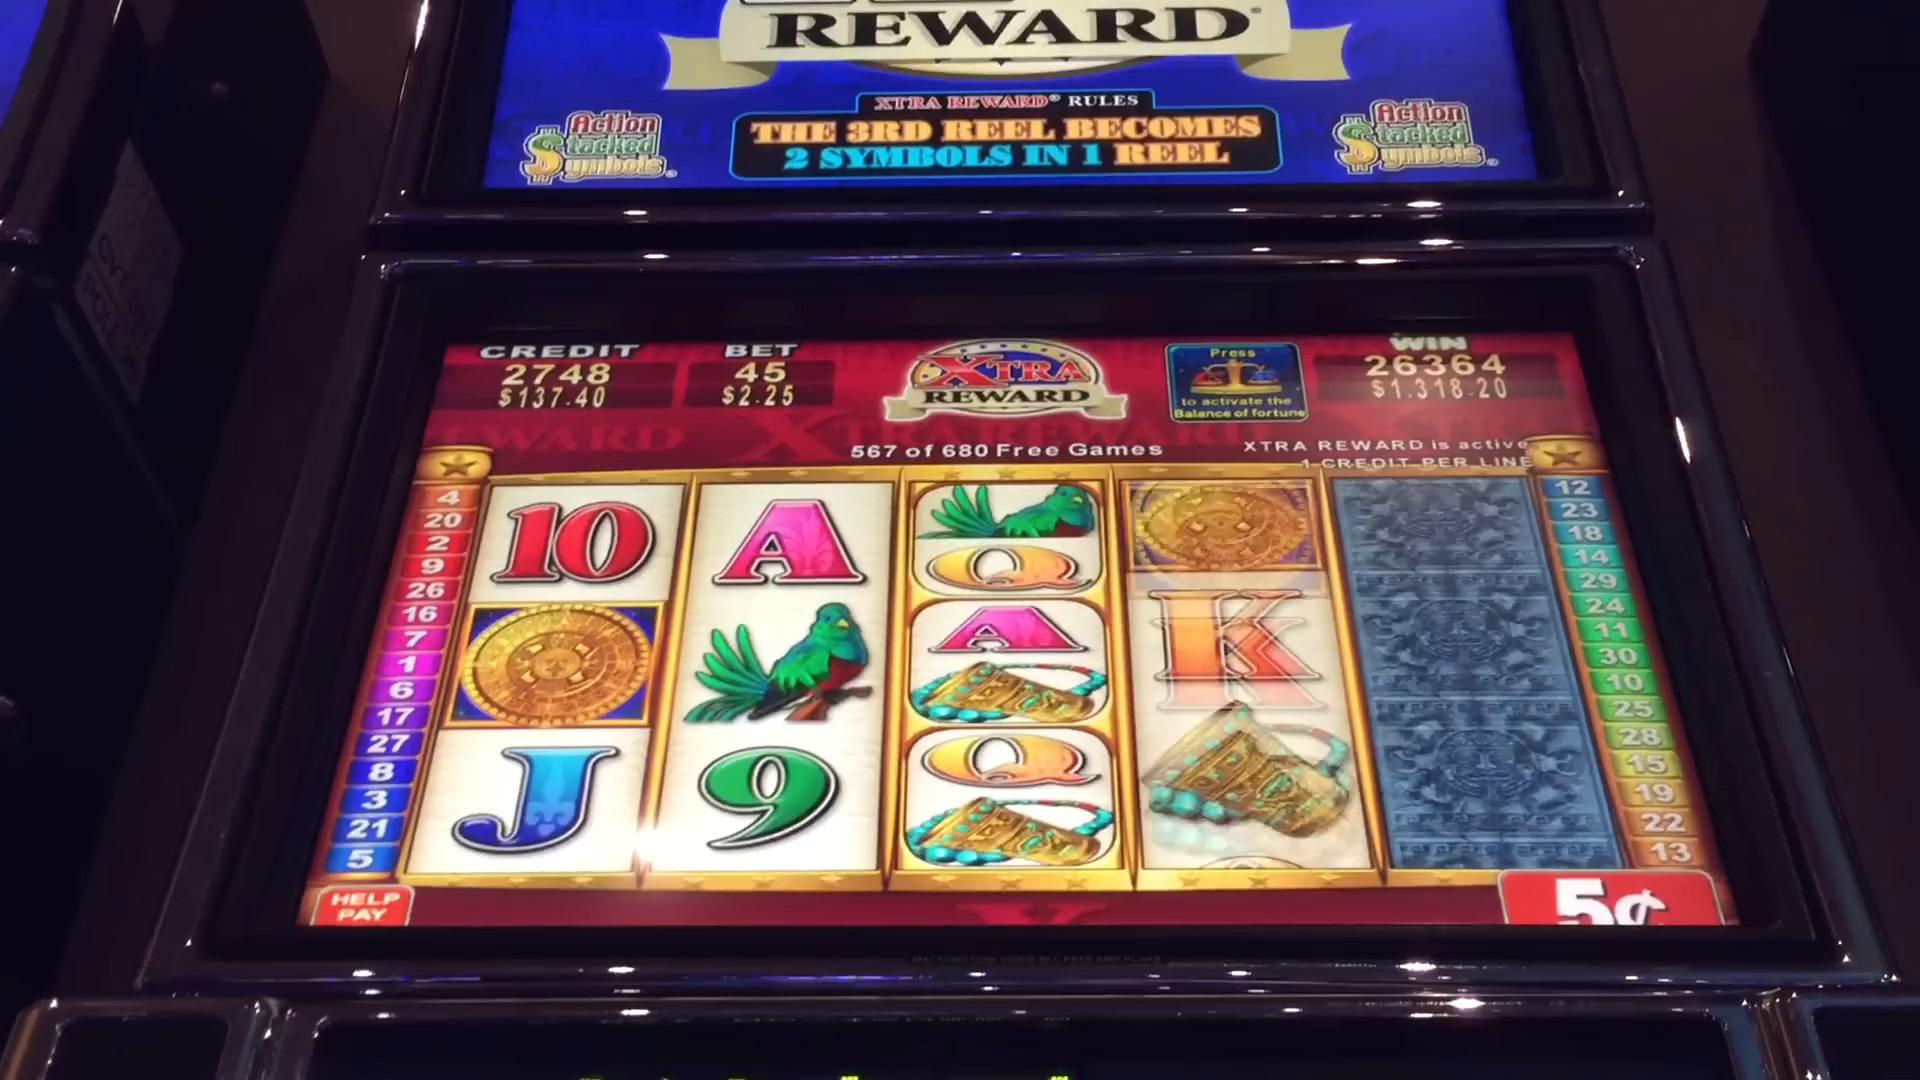 REWARD
XTRA REWARD® RULES
THE 3RD REEL BECOMES
2 SYMBOLS IN 1 REEL
Action
$tacked
$ymbols
Action
$tacked
$ymbols
CREDIT
2748
$137.40
BET
45
$2.25
XTRA
REWARD
Press
to activate the
Balance of fortune
WIN
26364
$1,318.20
567 of 680 Free Games
XTRA REWARD is active
1 CREDIT PER LINE
4
20
2
9
26
16
7
1
6
17
27
8
3
21
5
10
A
Q
K
A
J
9
Q
12
23
18
14
29
24
11
30
10
25
28
15
19
22
13
HELP
PAY
5¢